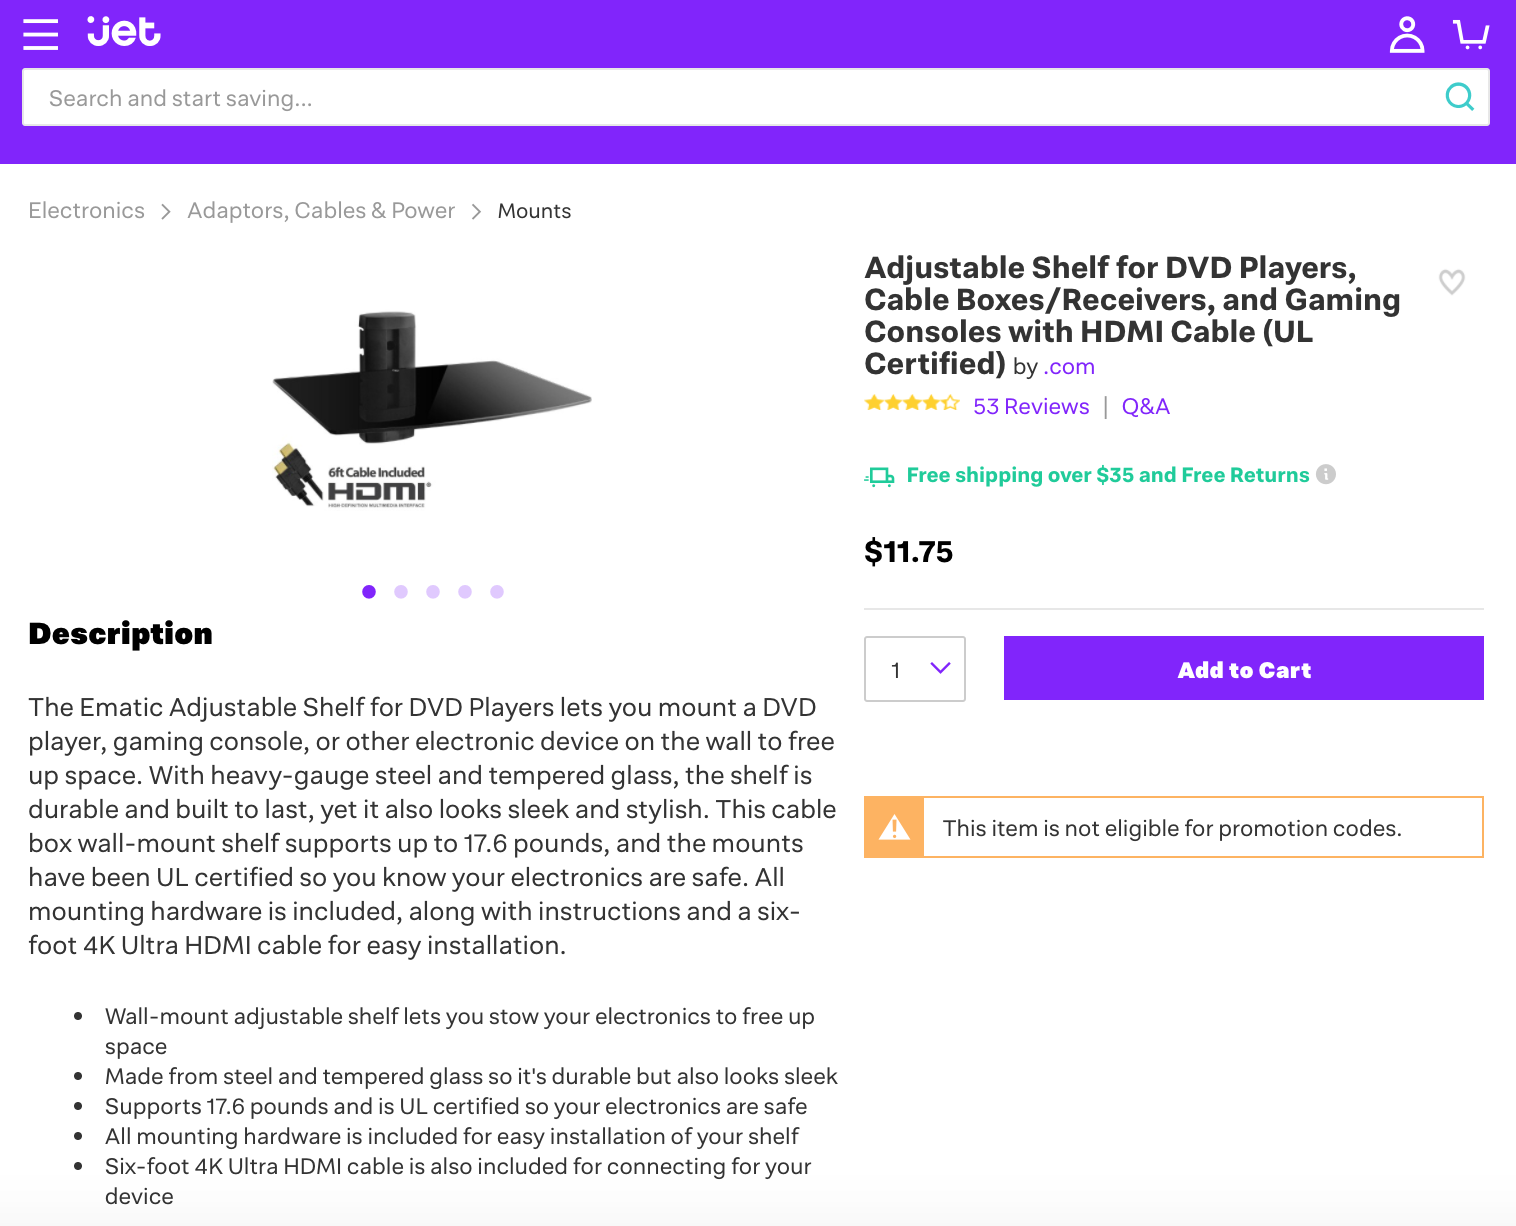 jet
Search and start saving...
Electronics > Adaptors, Cables & Power > Mounts
6ft Cable Included
HDMI
HIGH DEFINITION MULTIMEDIA INTERFACE
Adjustable Shelf for DVD Players,
Cable Boxes/Receivers, and Gaming
Consoles with HDMI Cable (UL
Certified) by .com
53 Reviews | Q&A
Free shipping over $35 and Free Returns
$11.75
1
Add to Cart
This item is not eligible for promotion codes.
Description
The Ematic Adjustable Shelf for DVD Players lets you mount a DVD
player, gaming console, or other electronic device on the wall to free
up space. With heavy-gauge steel and tempered glass, the shelf is
durable and built to last, yet it also looks sleek and stylish. This cable
box wall-mount shelf supports up to 17.6 pounds, and the mounts
have been UL certified so you know your electronics are safe. All
mounting hardware is included, along with instructions and a six-
foot 4K Ultra HDMI cable for easy installation.
• Wall-mount adjustable shelf lets you stow your electronics to free up
space
• Made from steel and tempered glass so it's durable but also looks sleek
• Supports 17.6 pounds and is UL certified so your electronics are safe
• All mounting hardware is included for easy installation of your shelf
• Six-foot 4K Ultra HDMI cable is also included for connecting for your
device